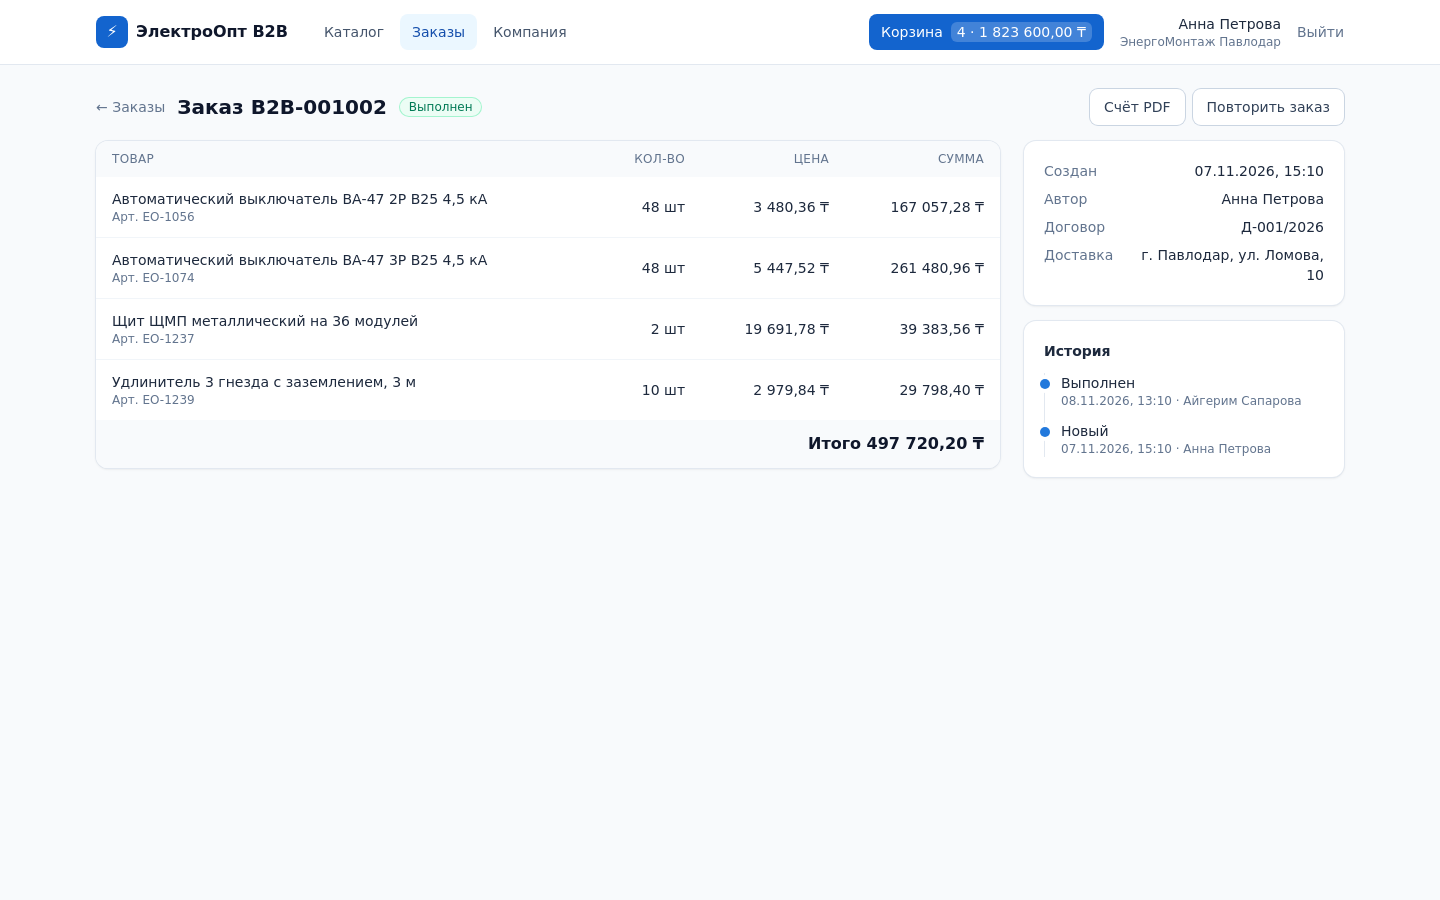 ⚡ ЭлектроОпт B2B Каталог Заказы Компания Корзина 4 · 1 823 600,00 ₸ Анна Петрова Выйти
ЭнергоМонтаж Павлодар
← Заказы Заказ B2B-001002 Выполнен Счёт PDF Повторить заказ
ТОВАР КОЛ-ВО ЦЕНА СУММА
Автоматический выключатель ВА-47 2P B25 4,5 кА 48 шт 3 480,36 ₸ 167 057,28 ₸
Арт. EO-1056
Автоматический выключатель ВА-47 3P B25 4,5 кА 48 шт 5 447,52 ₸ 261 480,96 ₸
Арт. EO-1074
Щит ЩМП металлический на 36 модулей 2 шт 19 691,78 ₸ 39 383,56 ₸
Арт. EO-1237
Удлинитель 3 гнезда с заземлением, 3 м 10 шт 2 979,84 ₸ 29 798,40 ₸
Арт. EO-1239
Итого 497 720,20 ₸
Создан 07.11.2026, 15:10
Автор Анна Петрова
Договор Д-001/2026
Доставка г. Павлодар, ул. Ломова,
10
История
Выполнен
08.11.2026, 13:10 · Айгерим Сапарова
Новый
07.11.2026, 15:10 · Анна Петрова